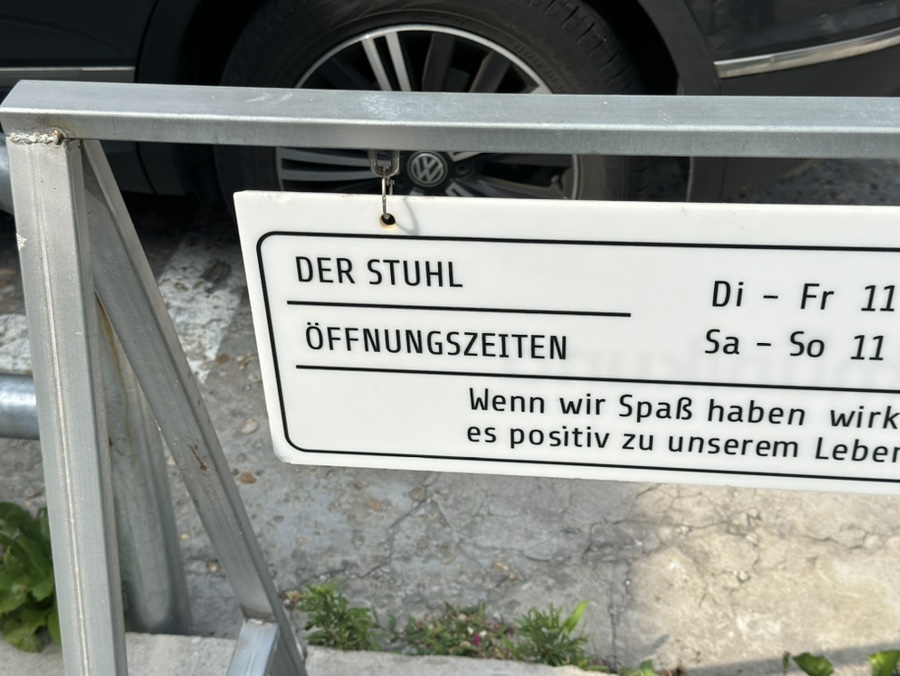 DER STUHL
ÖFFNUNGSZEITEN
Di – Fr 11
Sa – So 11
Wenn wir Spaß haben wirk
es positiv zu unserem Leben